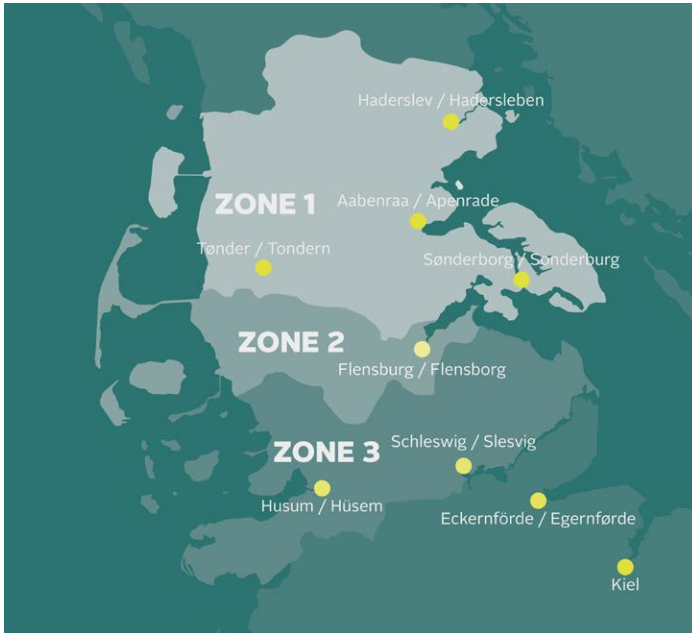 Haderslev / Hadersleben
ZONE 1
Aabenraa / Apenrade
Tønder / Tondern
Sønderborg / Sonderburg
ZONE 2
Flensburg / Flensborg
Schleswig / Slesvig
ZONE 3
Husum / Hüsem
Eckernförde / Egernførde
Kiel